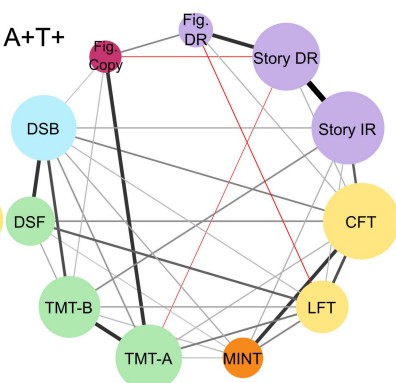 A+T+
Fig.
DR
Fig.
Copy
Story DR
DSB
Story IR
DSF
CFT
TMT-B
LFT
TMT-A
MINT